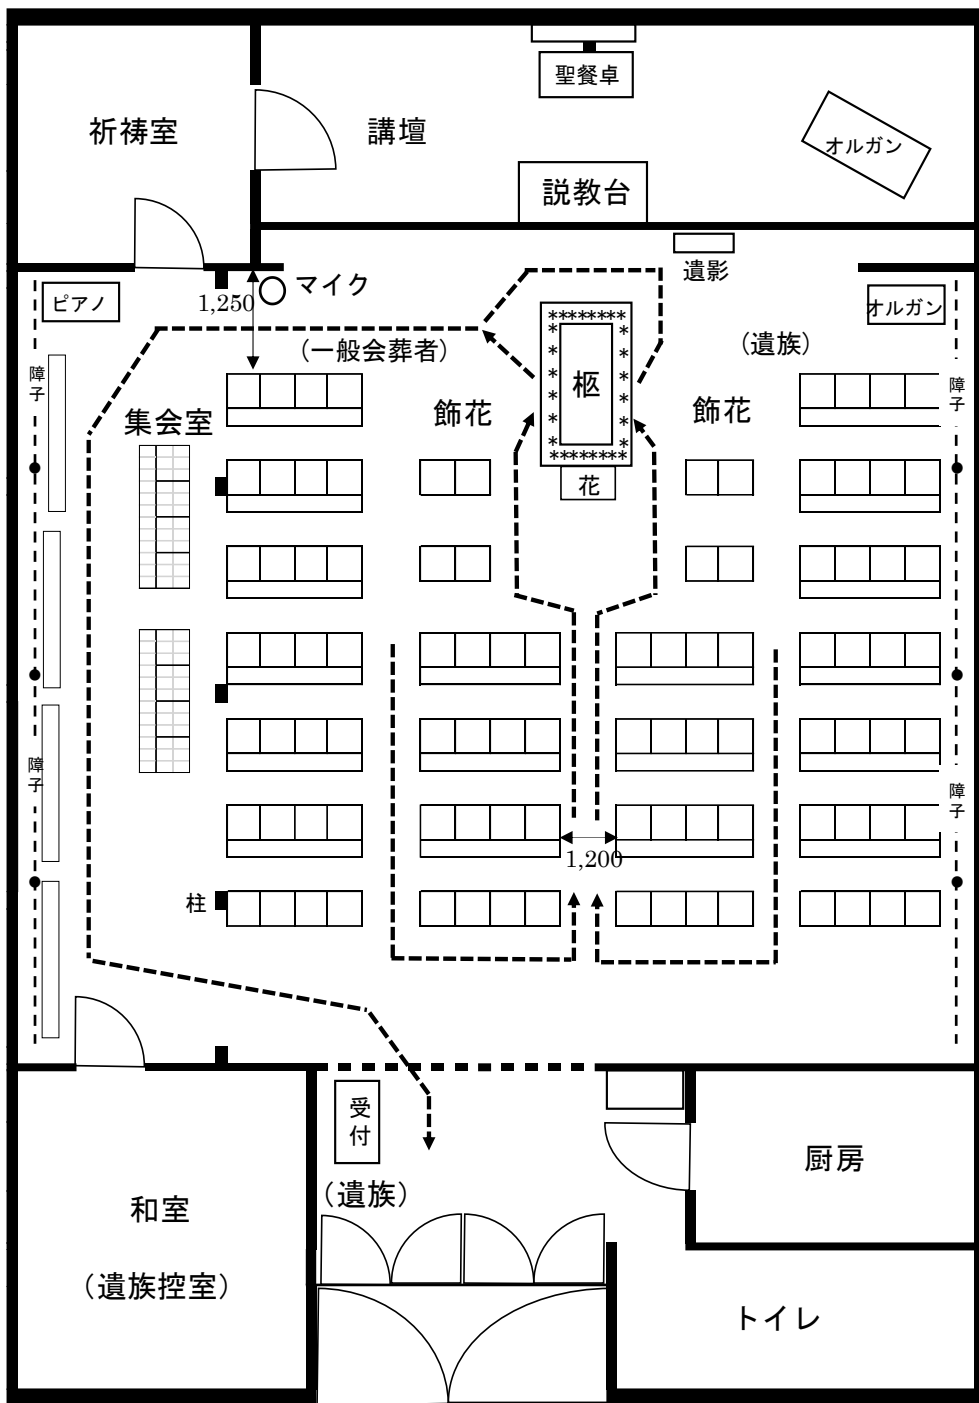 聖餐卓
祈祷室
講壇
オルガン
説教台
遺影
マイク
ピアノ
1,250
オルガン
（一般会葬者）
（遺族）
障子
柩
障子
集会室
飾花
飾花
********
*
*
*
*
*
*
*
*
*
*
*
*
********
花
障子
障子
1,200
柱
受付
厨房
（遺族）
和室
（遺族控室）
トイレ